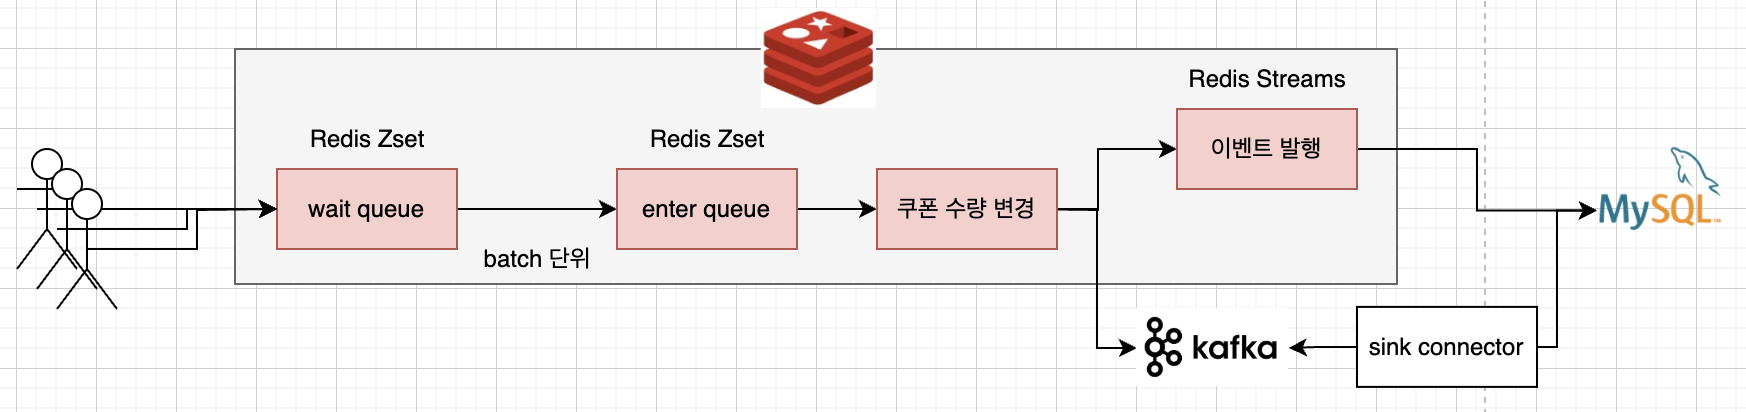 Redis Streams
Redis Zset
Redis Zset
이벤트 발행
wait queue
enter queue
쿠폰 수량 변경
MySQL™
batch 단위
kafka
sink connector